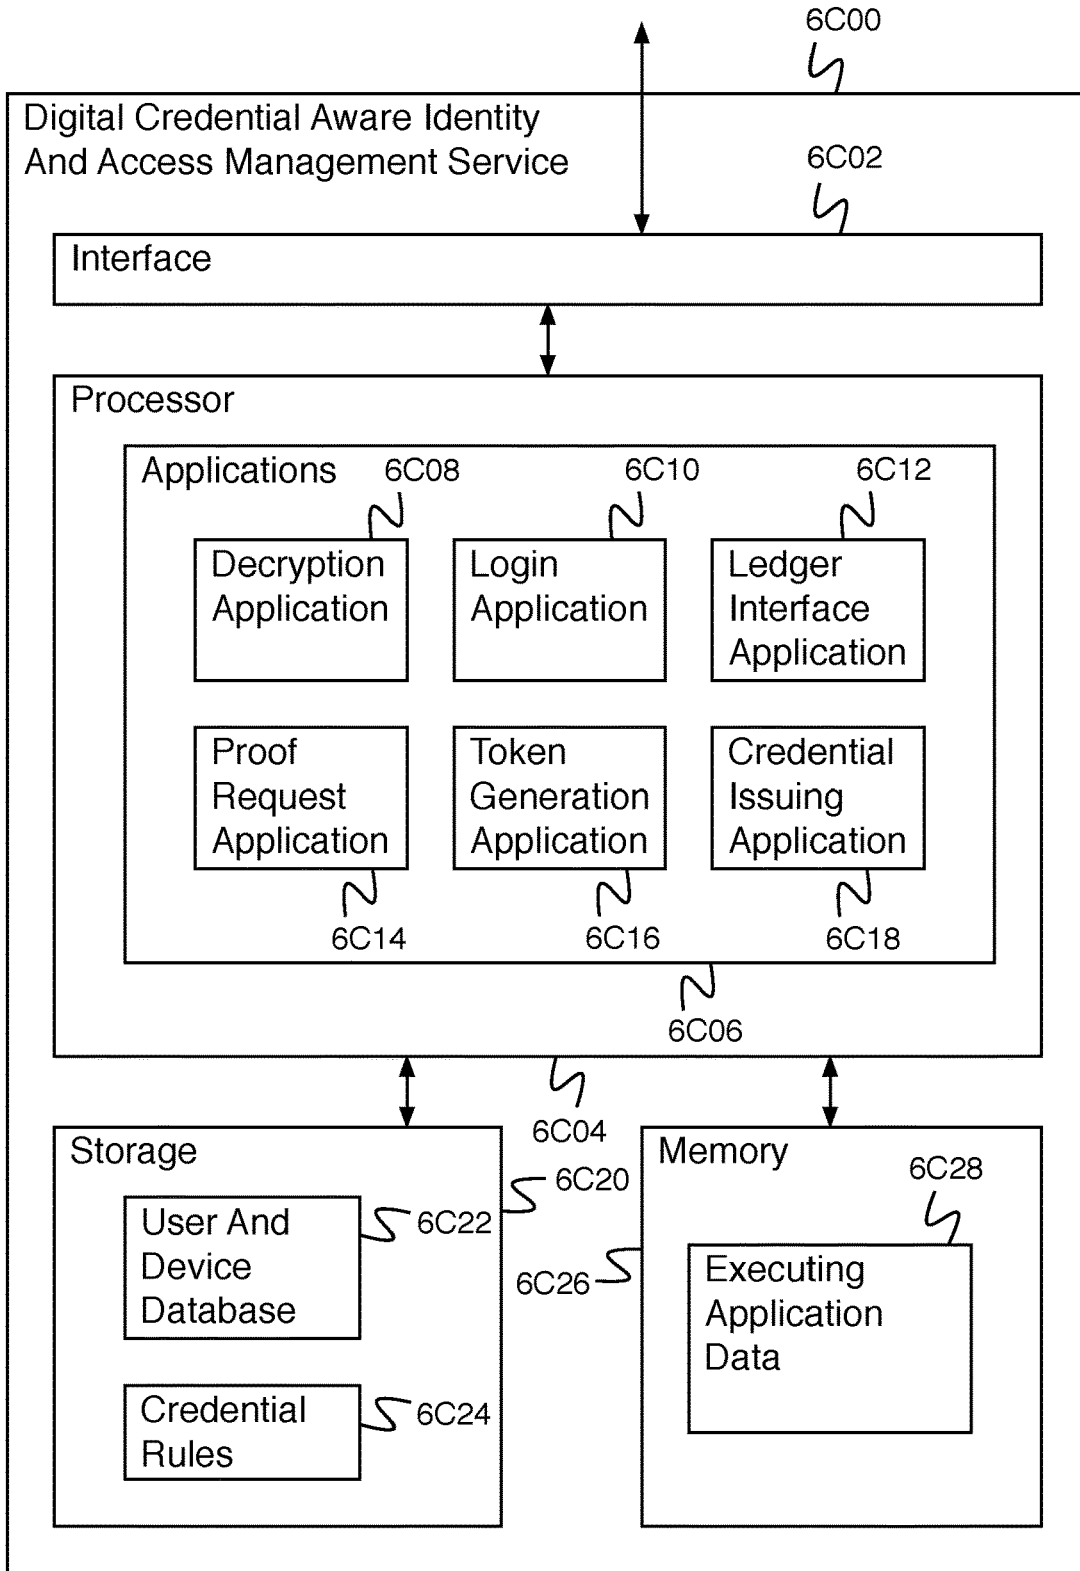 6C00
Digital Credential Aware Identity
And Access Management Service
6C02
Interface
Processor
Applications
6C08
6C10
6C12
Decryption
Application
Login
Application
Ledger
Interface
Application
Proof
Request
Application
Token
Generation
Application
Credential
Issuing
Application
6C14
6C16
6C18
6C06
6C04
Storage
6C20
User And
Device
Database
6C22
Credential
Rules
6C24
Memory
6C28
6C26
Executing
Application
Data